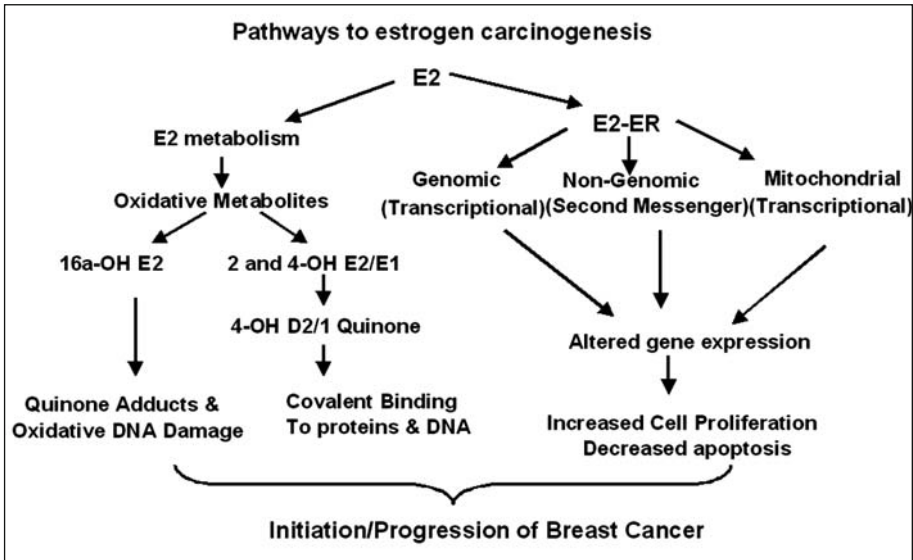 Pathways to estrogen carcinogenesis
E2
E2 metabolism
E2-ER
Oxidative Metabolites
Genomic
(Transcriptional)
Non-Genomic
(Second Messenger)
Mitochondrial
(Transcriptional)
16a-OH E2
2 and 4-OH E2/E1
4-OH D2/1 Quinone
Altered gene expression
Quinone Adducts &
Oxidative DNA Damage
Covalent Binding
To proteins & DNA
Increased Cell Proliferation
Decreased apoptosis
Initiation/Progression of Breast Cancer